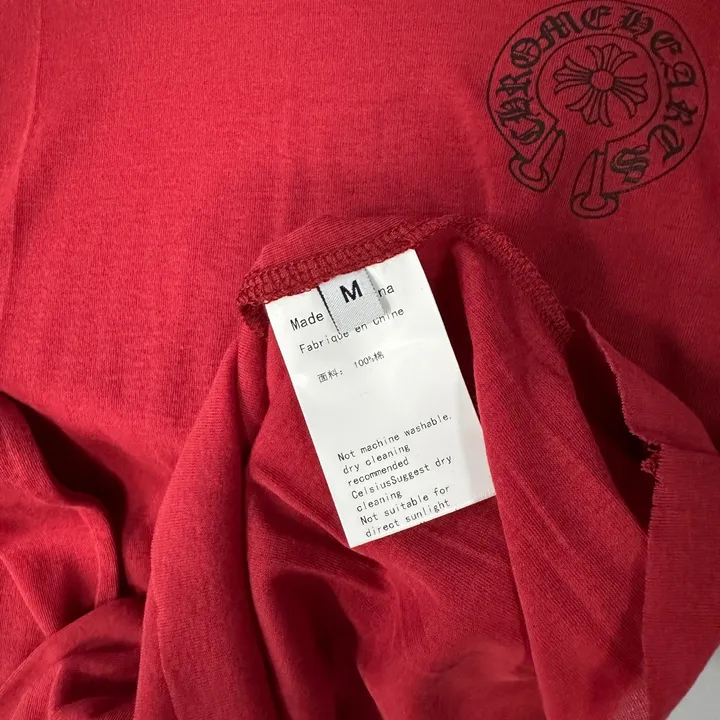 CHROME HEARTS
M
Made   na
Fabriqué en Chine
面料: 100%棉
Not machine washable.
dry cleaning
recommended
CelsiusSuggest dry
cleaning
Not suitable for
direct sunlight